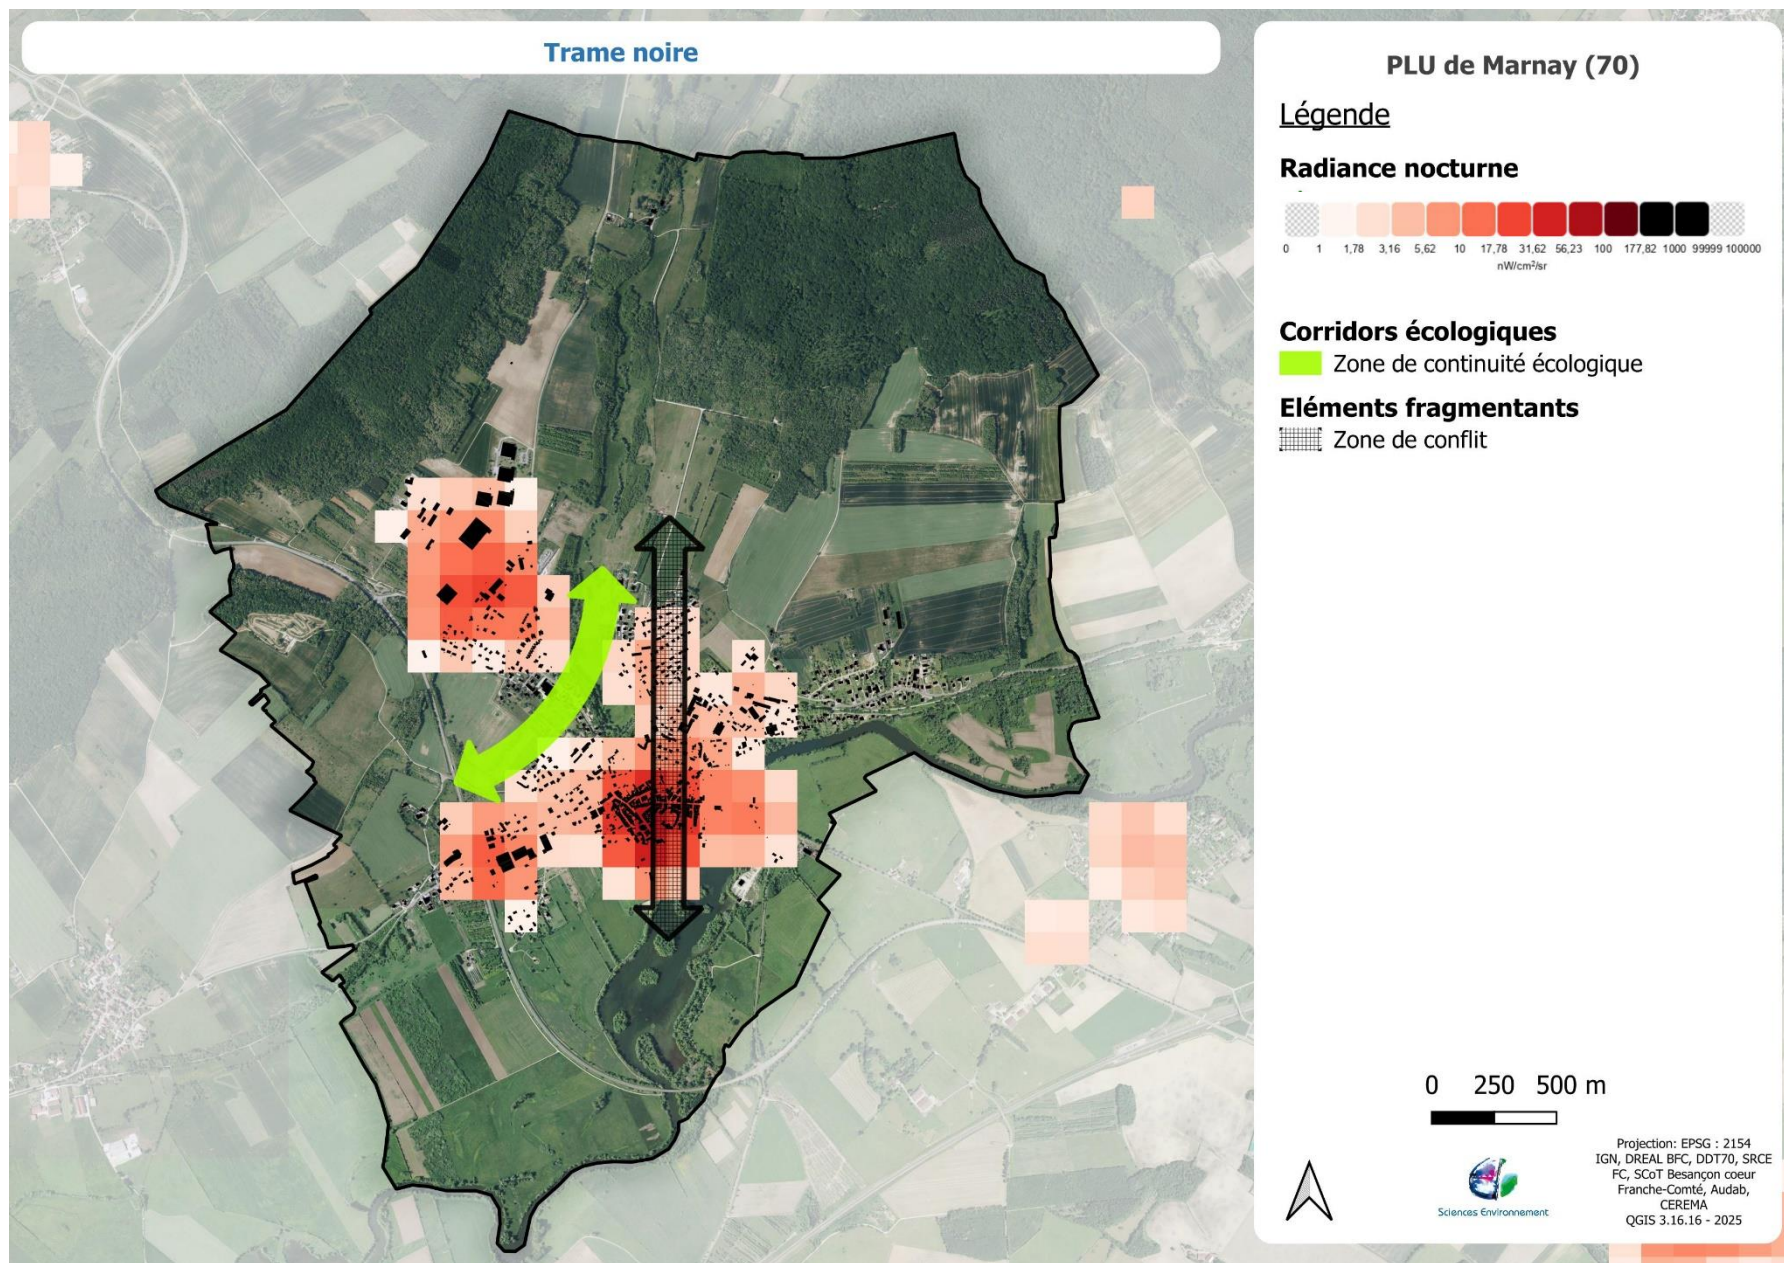 Trame noire
PLU de Marnay (70)
Légende
Radiance nocturne
0 1 1,78 3,16 5,62 10 17,78 31,62 56,23 100 177,82 1000 99999 100000
nW/cm²/sr
Corridors écologiques
Zone de continuité écologique
Eléments fragmentants
Zone de conflit
0 250 500 m
Projection: EPSG : 2154
IGN, DREAL BFC, DDT70, SRCE
FC, SCoT Besançon coeur
Franche-Comté, Audab,
CEREMA
QGIS 3.16.16 - 2025
Sciences Environnement